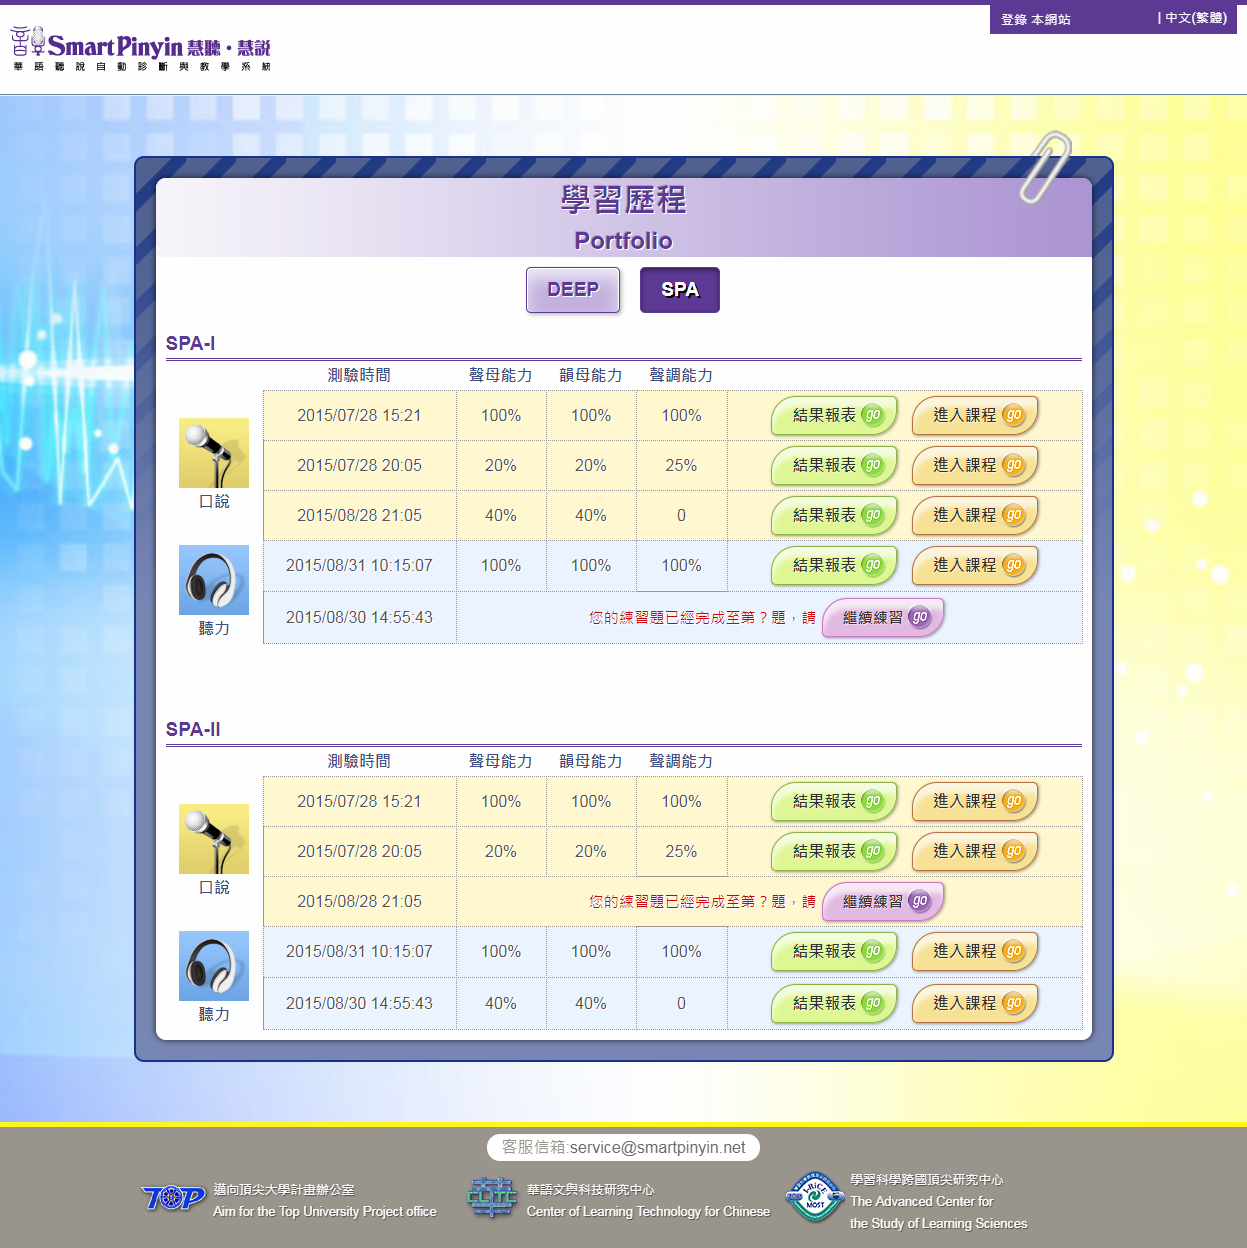 登錄 本網站
| 中文(繁體)
SmartPinyin 慧聽・慧說
華語聽說自動診斷與教學系統
學習歷程
Portfolio
DEEP
SPA
SPA-I
測驗時間 聲母能力 韻母能力 聲調能力
2015/07/28 15:21 100% 100% 100% 結果報表 go 進入課程 go
2015/07/28 20:05 20% 20% 25% 結果報表 go 進入課程 go
口說
2015/08/28 21:05 40% 40% 0 結果報表 go 進入課程 go
2015/08/31 10:15:07 100% 100% 100% 結果報表 go 進入課程 go
聽力
2015/08/30 14:55:43 您的練習題已經完成至第？題，請 繼續練習 go
SPA-II
測驗時間 聲母能力 韻母能力 聲調能力
2015/07/28 15:21 100% 100% 100% 結果報表 go 進入課程 go
2015/07/28 20:05 20% 20% 25% 結果報表 go 進入課程 go
口說
2015/08/28 21:05 您的練習題已經完成至第？題，請 繼續練習 go
2015/08/31 10:15:07 100% 100% 100% 結果報表 go 進入課程 go
2015/08/30 14:55:43 40% 40% 0 結果報表 go 進入課程 go
聽力
客服信箱:service@smartpinyin.net
TOP
邁向頂尖大學計畫辦公室
Aim for the Top University Project office
CLTC
華語文與科技研究中心
Center of Learning Technology for Chinese
MOST
學習科學跨國頂尖研究中心
The Advanced Center for
the Study of Learning Sciences